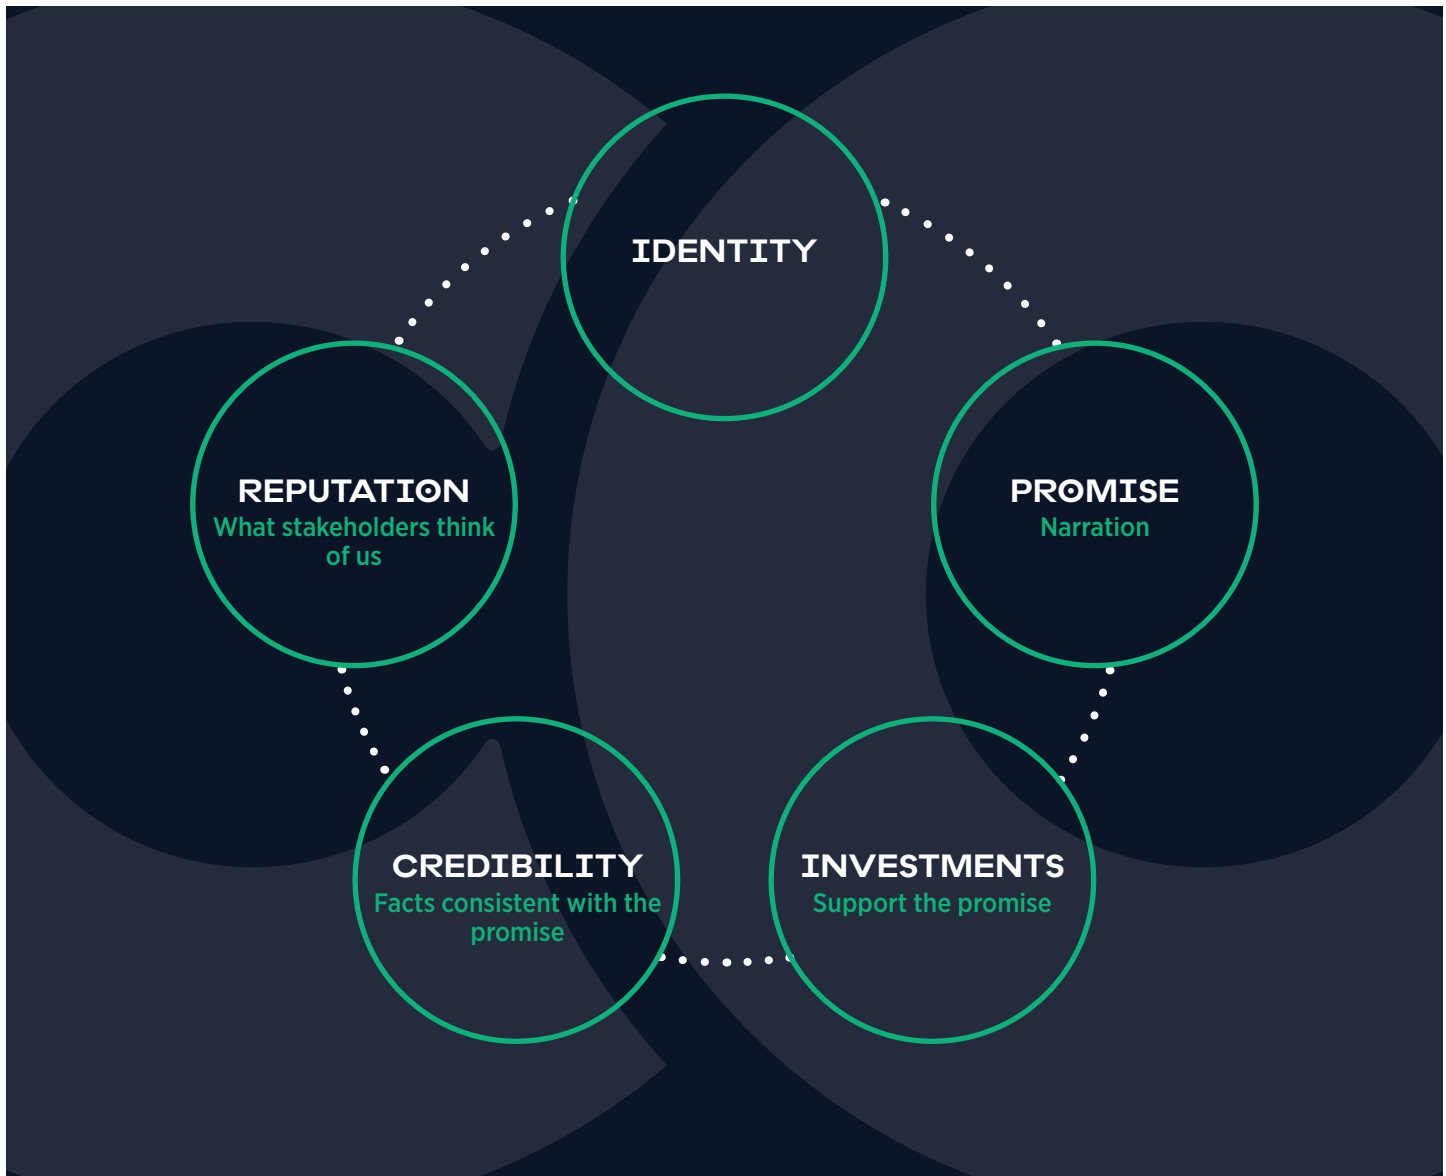 IDENTITY
REPUTATION
What stakeholders think
of us
PROMISE
Narration
CREDIBILITY
Facts consistent with the
promise
INVESTMENTS
Support the promise